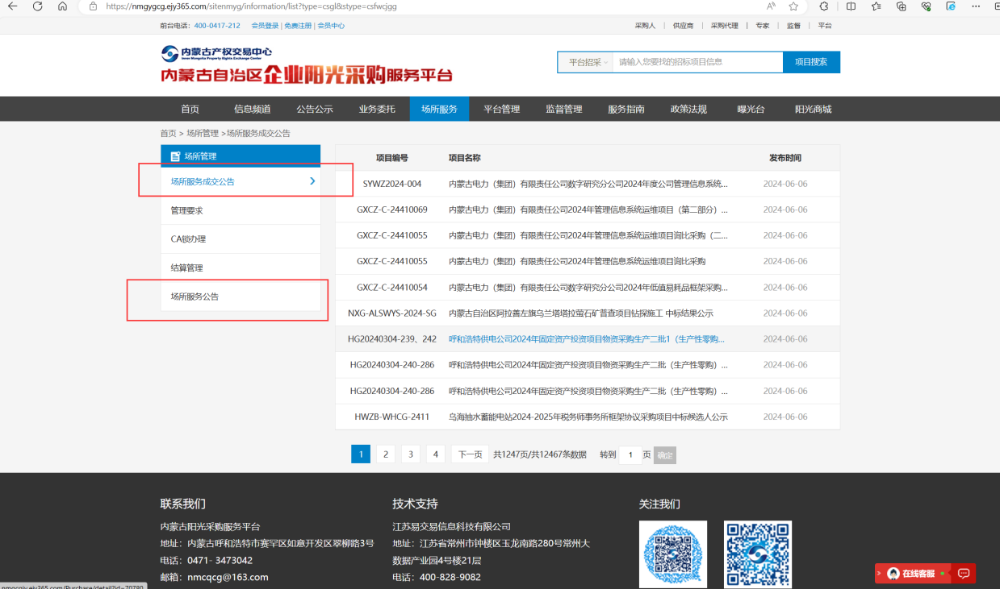 https://nmgygcg.ejy365.com/sitenmyg/information/list?type=csgl&stype=csfwcjgg
前台电话：400-0417-212 会员登录 | 免费注册 | 会员中心 采购人 | 供应商 | 采购代理 | 专家 | 监督 | 平台
内蒙古产权交易中心
Inner Mongolia Property Rights Exchange Center
内蒙古自治区企业阳光采购服务平台
平台招采 请输入您要找的招标项目信息 项目搜索
首页 信息频道 公告公示 业务委托 场所服务 平台管理 监督管理 服务指南 政策法规 曝光台 阳光商城
首页 > 场所管理 >场所服务成交公告
场所管理
场所服务成交公告
管理要求
CA锁办理
结算管理
场所服务公告
项目编号 项目名称 发布时间
SYWZ2024-004 内蒙古电力（集团）有限责任公司数字研究分公司2024年度公司管理信息系统... 2024-06-06
GXCZ-C-24410069 内蒙古电力（集团）有限责任公司2024年管理信息系统运维项目（第二部分）... 2024-06-06
GXCZ-C-24410055 内蒙古电力（集团）有限责任公司2024年管理信息系统运维项目询比采购（二... 2024-06-06
GXCZ-C-24410055 内蒙古电力（集团）有限责任公司2024年管理信息系统运维项目询比采购 2024-06-06
GXCZ-C-24410054 内蒙古电力（集团）有限责任公司数字研究分公司2024年低值易耗品框架采购... 2024-06-06
NXG-ALSWYS-2024-SG 内蒙古自治区阿拉善左旗乌兰塔塔拉萤石矿普查项目钻探施工 中标结果公示 2024-06-06
HG20240304-239、242 呼和浩特供电公司2024年固定资产投资项目物资采购生产二批1（生产性零购... 2024-06-06
HG20240304-240-286 呼和浩特供电公司2024年固定资产投资项目物资采购生产二批（生产性零购）... 2024-06-06
HG20240304-240-286 呼和浩特供电公司2024年固定资产投资项目物资采购生产二批（生产性零购）... 2024-06-06
HWZB-WHCG-2411 乌海抽水蓄能电站2024-2025年税务师事务所框架协议采购项目中标候选人公示 2024-06-06
1 2 3 4 下一页 共1247页/共12467条数据 转到 1 页 确定
联系我们
内蒙古阳光采购服务平台
地址：内蒙古呼和浩特市赛罕区如意开发区翠柳路3号
电话：0471- 3473042
邮箱：nmcqcg@163.com
技术支持
江苏易交易信息科技有限公司
地址：江苏省常州市钟楼区玉龙南路280号常州大
数据产业园4号楼21层
电话：400-828-9082
关注我们
在线客服